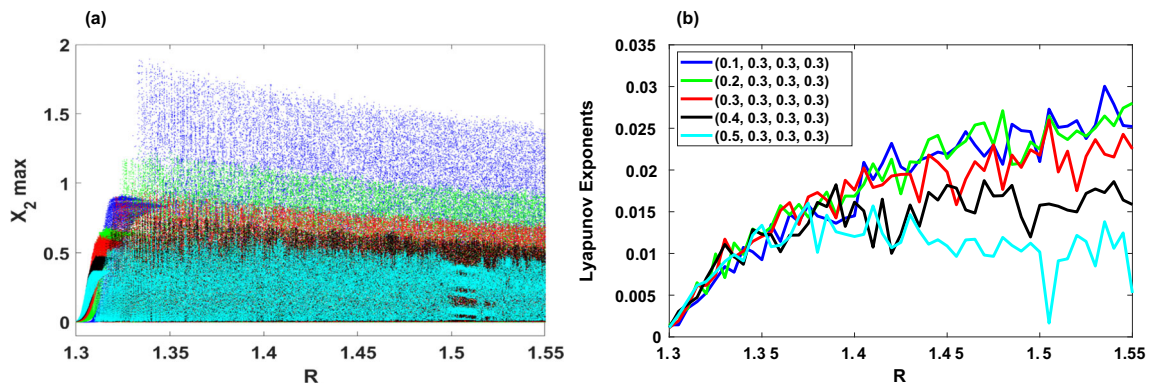 (a)
X2 max
2
1.5
1
0.5
0
1.3
1.35
1.4
1.45
1.5
1.55
R
(b)
Lyapunov Exponents
0.035
0.03
0.025
0.02
0.015
0.01
0.005
0
(0.1, 0.3, 0.3, 0.3)
(0.2, 0.3, 0.3, 0.3)
(0.3, 0.3, 0.3, 0.3)
(0.4, 0.3, 0.3, 0.3)
(0.5, 0.3, 0.3, 0.3)
1.3
1.3 5
1.4
1.4 5
1. 5
1.55
R